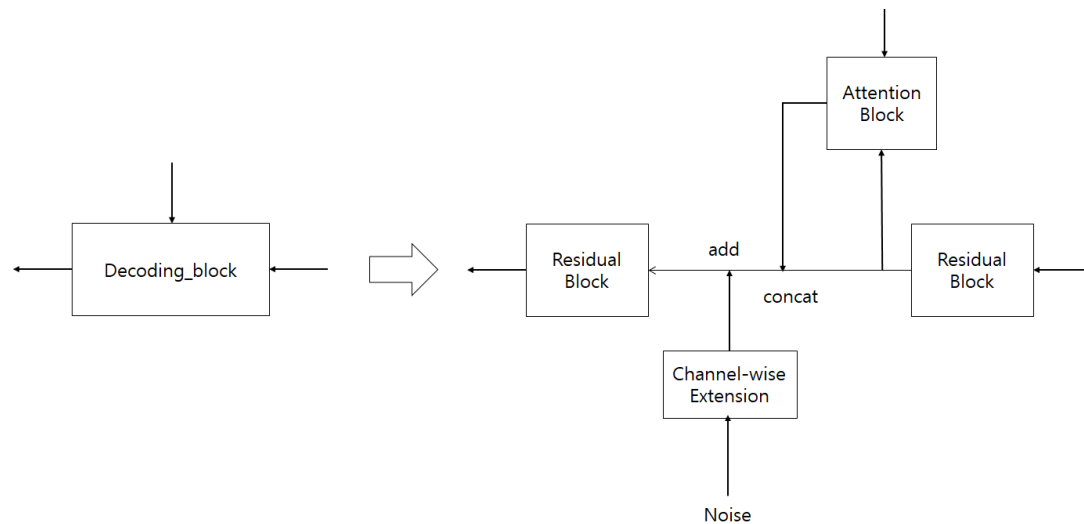 Attention
Block
Decoding_block
Residual
Block
add
concat
Residual
Block
Channel-wise
Extension
Noise